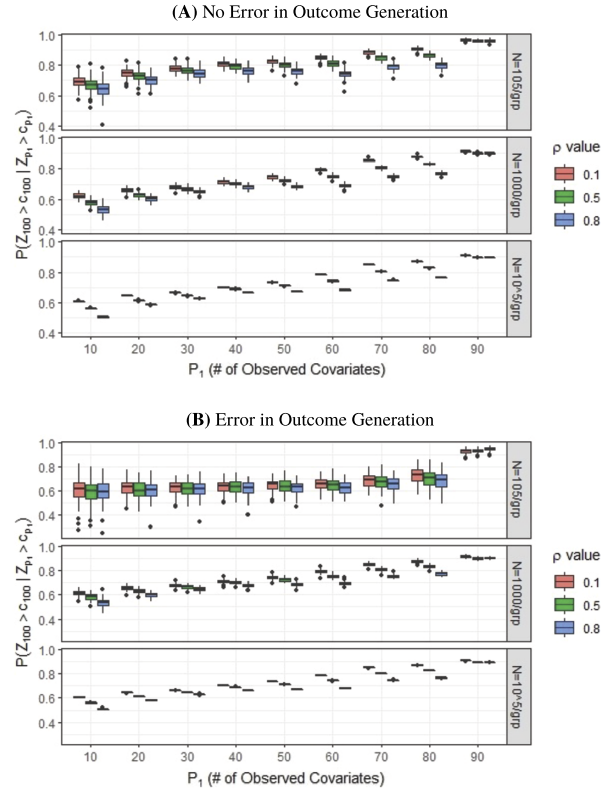 (A) No Error in Outcome Generation
1.0
0.8
0.6
0.4
N=105/grp
1.0
0.8
0.6
0.4
N=1000/grp
1.0
0.8
0.6
0.4
N=10^5/grp
P(Z100 > c100 | Zp1 > cp1)
10 20 30 40 50 60 70 80 90
P1 (# of Observed Covariates)
ρ value
0.1
0.5
0.8
(B) Error in Outcome Generation
1.0
0.8
0.6
0.4
N=105/grp
1.0
0.8
0.6
0.4
N=1000/grp
1.0
0.8
0.6
0.4
N=10^5/grp
P(Z100 > c100 | Zp1 > cp1)
10 20 30 40 50 60 70 80 90
P1 (# of Observed Covariates)
ρ value
0.1
0.5
0.8